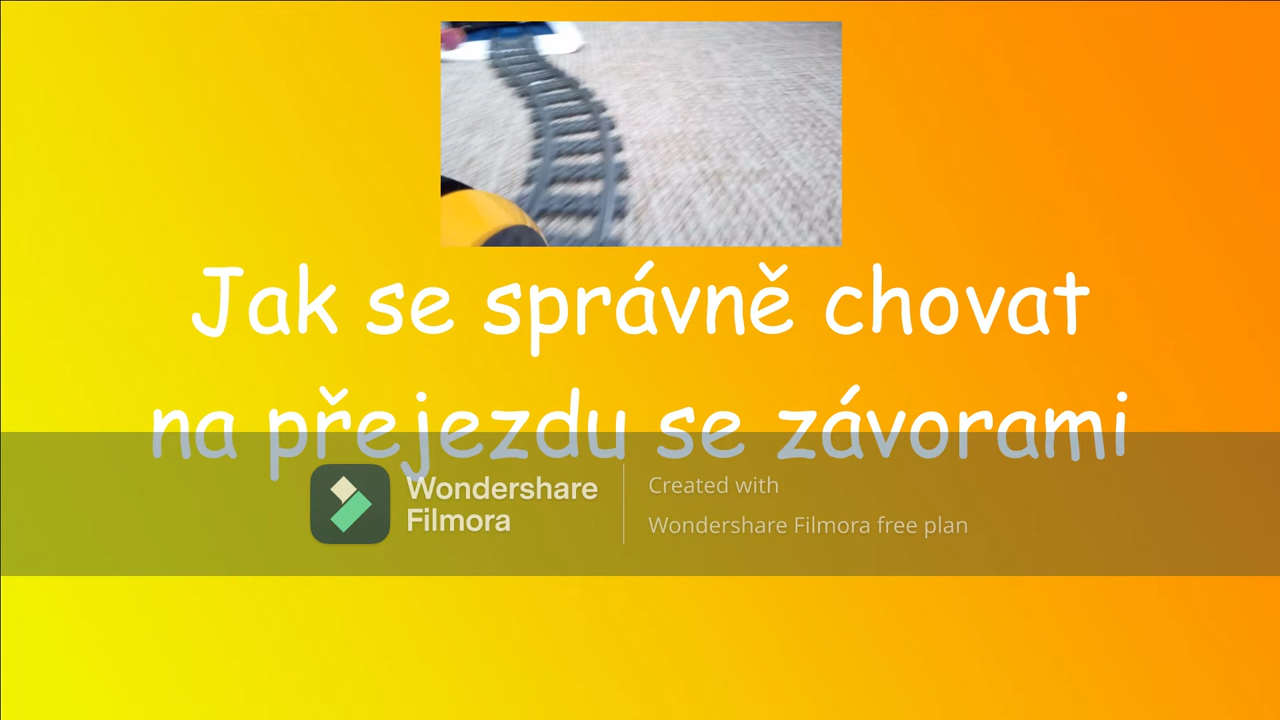 Jak se správně chovat
na přejezdu se závorami
Wondershare
Filmora
Created with
Wondershare Filmora free plan